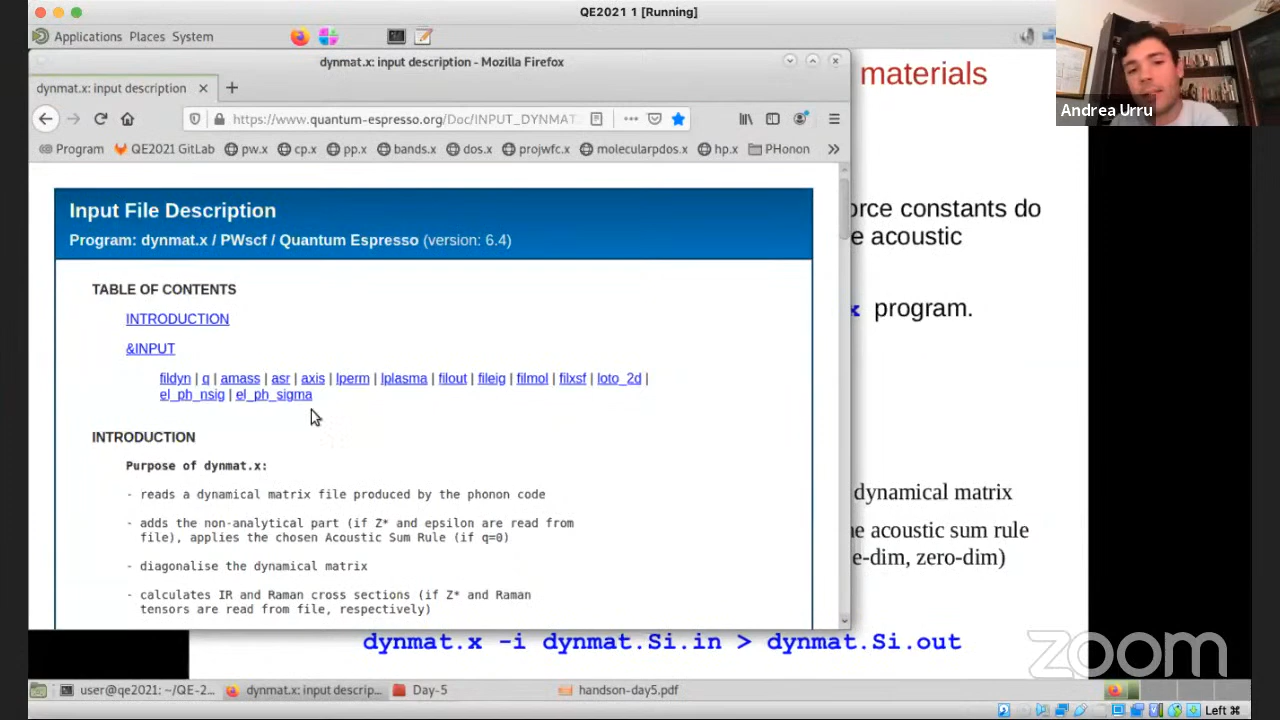 QE2021 1 [Running]
Applications Places System
dynmat.x: input description - Mozilla Firefox
dynmat.x: input description
https://www.quantum-espresso.org/Doc/INPUT_DYNMAT
Program QE2021 GitLab pw.x cp.x pp.x bands.x dos.x projwfc.x molecularpdos.x hp.x PHonon »
materials
Andrea Urru
Input File Description
Program: dynmat.x / PWscf / Quantum Espresso (version: 6.4)
TABLE OF CONTENTS
INTRODUCTION
&INPUT
fildyn | q | amass | asr | axis | lperm | lplasma | filout | fileig | filmol | filxsf | loto_2d |
el_ph_nsig | el_ph_sigma
INTRODUCTION
Purpose of dynmat.x:
- reads a dynamical matrix file produced by the phonon code
- adds the non-analytical part (if Z* and epsilon are read from
file), applies the chosen Acoustic Sum Rule (if q=0)
- diagonalise the dynamical matrix
- calculates IR and Raman cross sections (if Z* and Raman
tensors are read from file, respectively)
orce constants do
e acoustic
x program.
dynamical matrix
he acoustic sum rule
e-dim, zero-dim)
dynmat.x -i dynmat.Si.in > dynmat.Si.out
zoom
user@qe2021: ~/QE-2... dynmat.x: input descrip... Day-5 handson-day5.pdf
Left ⌘